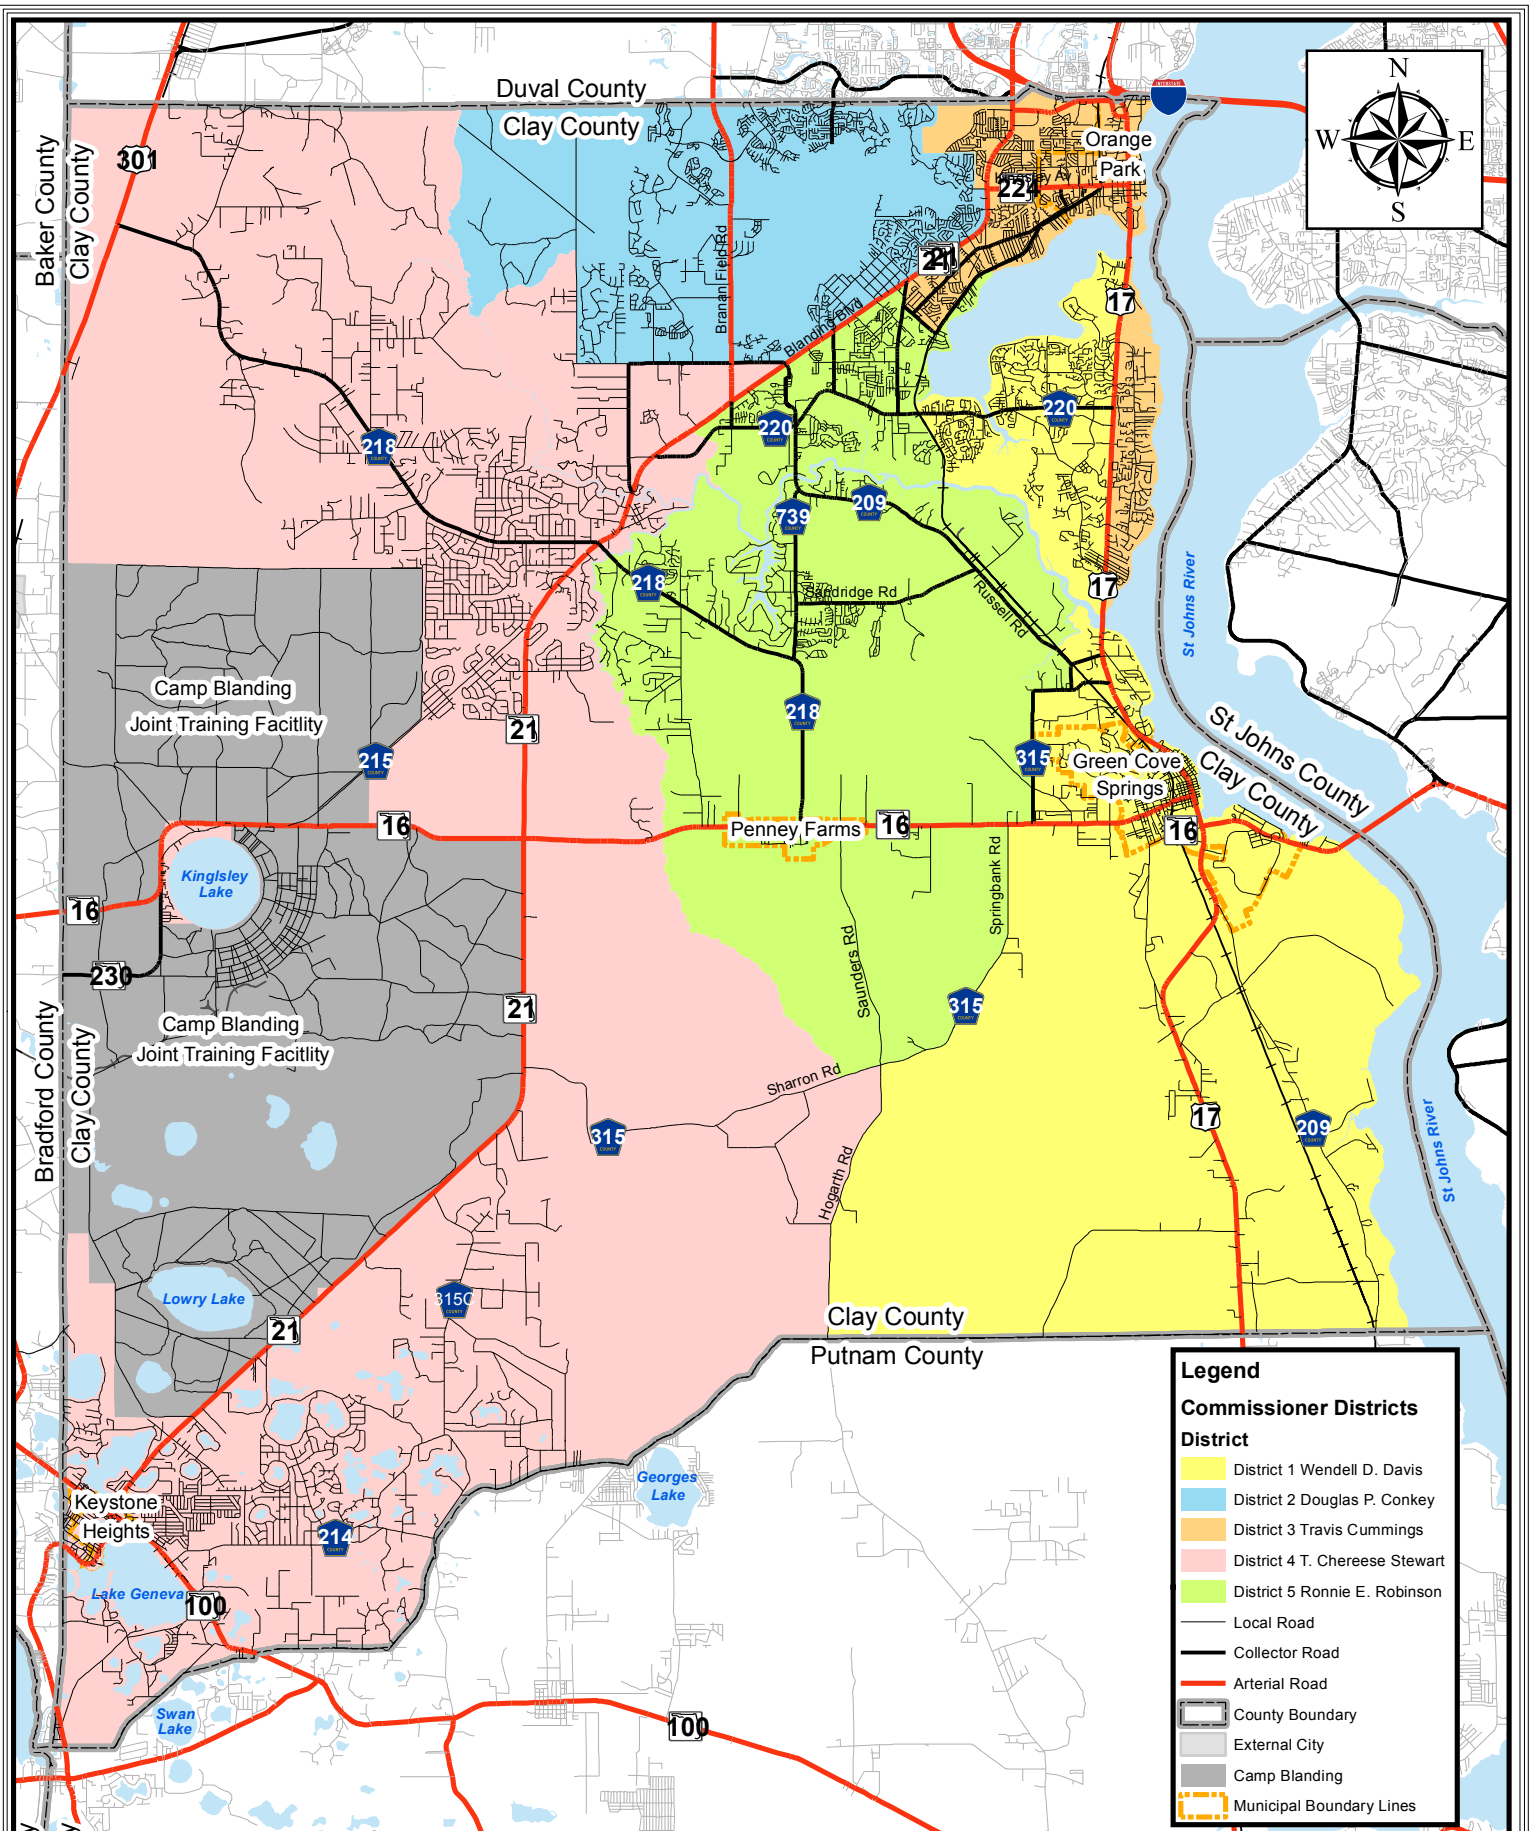 Duval County
Clay County
N
W
E
S
Orange
Park
Baker County
Clay County
301
Kingsley Av
224
21
21
Branan Field Rd
Blanding Blvd
17
220
220
218
209
739
218
Sandridge Rd
Russell Rd
17
St Johns River
Camp Blanding
Joint Training Facitlity
218
21
215
315
Green Cove
Springs
St Johns County
Clay County
16
Penney Farms
16
16
Kinglsley
Lake
16
230
Saunders Rd
Springbank Rd
315
21
Camp Blanding
Joint Training Facitlity
Bradford County
Clay County
Sharron Rd
315
Hogarth Rd
17
209
St Johns River
Lowry Lake
315C
21
Clay County
Putnam County
Georges
Lake
Keystone
Heights
214
Lake Geneva
100
Swan
Lake
100
Legend
Commissioner Districts
District
District 1 Wendell D. Davis
District 2 Douglas P. Conkey
District 3 Travis Cummings
District 4 T. Chereese Stewart
District 5 Ronnie E. Robinson
Local Road
Collector Road
Arterial Road
County Boundary
External City
Camp Blanding
Municipal Boundary Lines